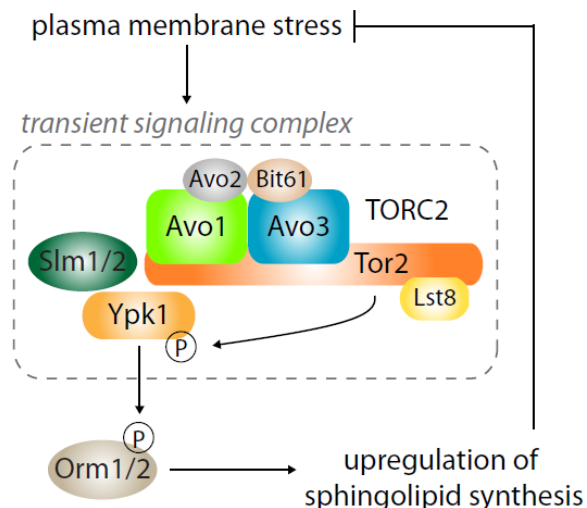 plasma membrane stress
transient signaling complex
Avo2
Bit61
Avo1
Avo3
TORC2
Slm1/2
Tor2
Ypk1
Lst8
P
P
Orm1/2
upregulation of
sphingolipid synthesis